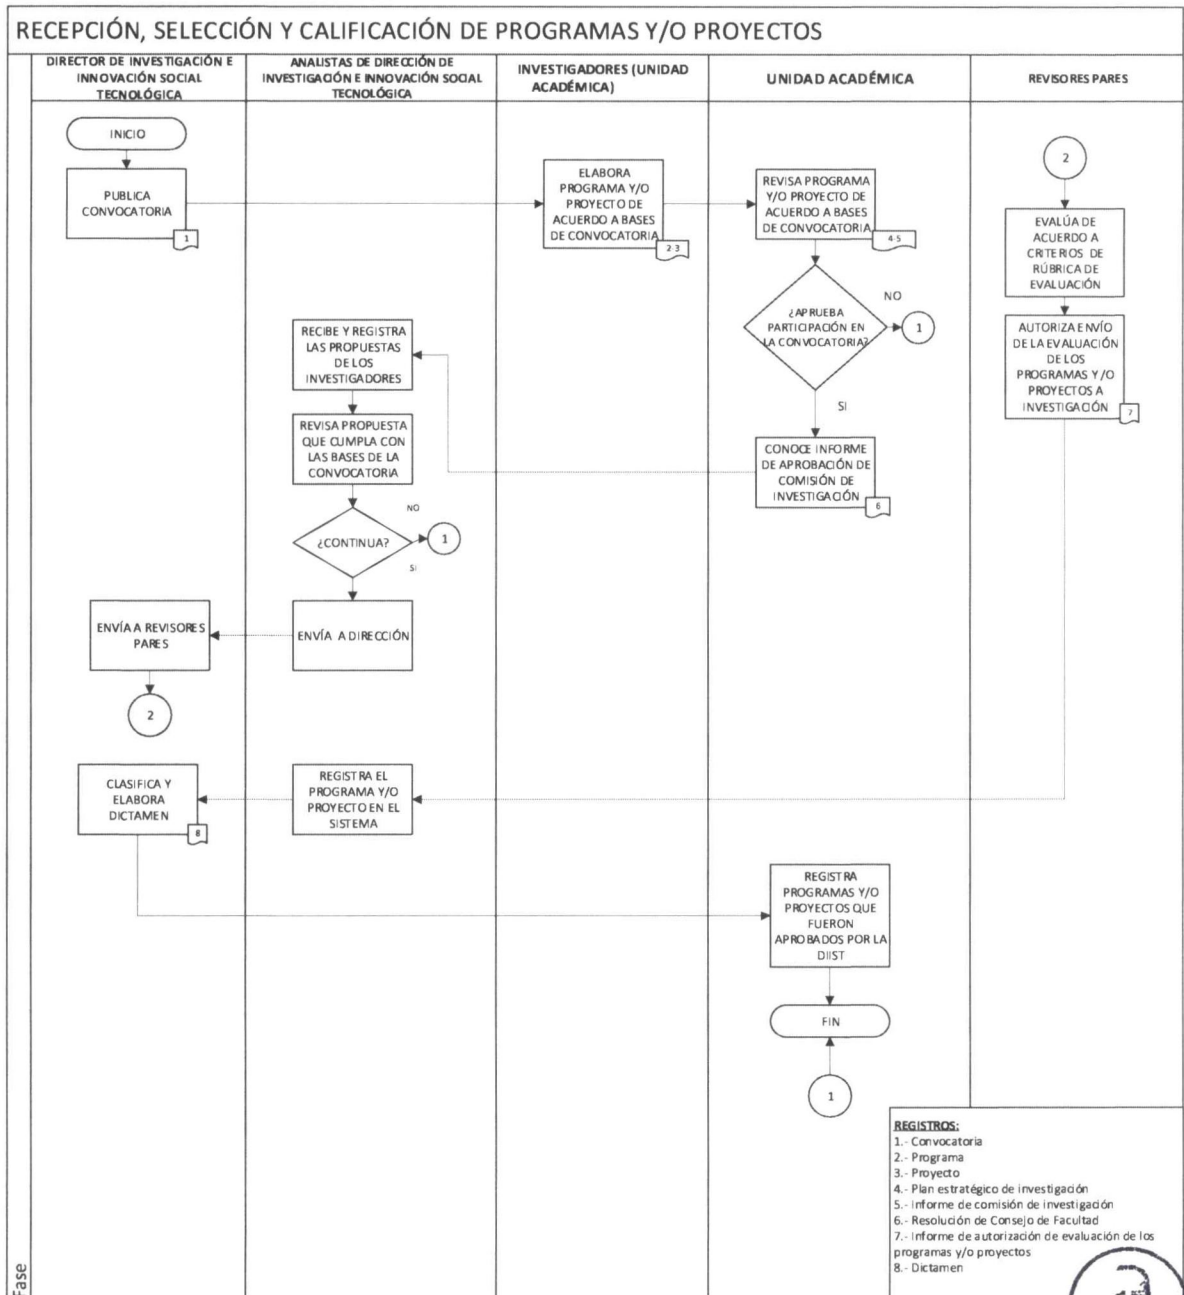 RECEPCIÓN, SELECCIÓN Y CALIFICACIÓN DE PROGRAMAS Y/O PROYECTOS
DIRECTOR DE INVESTIGACIÓN E
INNOVACIÓN SOCIAL
TECNOLÓGICA
ANALISTAS DE DIRECCIÓN DE
INVESTIGACIÓN E INNOVACIÓN SOCIAL
TECNOLÓGICA
INVESTIGADORES (UNIDAD
ACADÉMICA)
UNIDAD ACADÉMICA
REVISORES PARES
INICIO
PUBLICA
CONVOCATORIA
1
ELABORA
PROGRAMA Y/O
PROYECTO DE
ACUERDO A BASES
DE CONVOCATORIA
2-3
REVISA PROGRAMA
Y/O PROYECTO DE
ACUERDO A BASES
DE CONVOCATORIA
4-5
2
EVALÚA DE
ACUERDO A
CRITERIOS DE
RÚBRICA DE
EVALUACIÓN
¿APRUEBA
PARTICIPACIÓN EN
LA CONVOCATORIA?
NO
1
SI
AUTORIZA ENVÍO
DE LA EVALUACIÓN
DE LOS
PROGRAMAS Y/O
PROYECTOS A
INVESTIGACIÓN
7
RECIBE Y REGISTRA
LAS PROPUESTAS
DE LOS
INVESTIGADORES
REVISA PROPUESTA
QUE CUMPLA CON
LAS BASES DE LA
CONVOCATORIA
CONOCE INFORME
DE APROBACIÓN DE
COMISIÓN DE
INVESTIGACIÓN
6
¿CONTINUA?
NO
1
SI
ENVÍA A REVISORES
PARES
ENVÍA A DIRECCIÓN
2
CLASIFICA Y
ELABORA
DICTAMEN
8
REGISTRA EL
PROGRAMA Y/O
PROYECTO EN EL
SISTEMA
REGISTRA
PROGRAMAS Y/O
PROYECTOS QUE
FUERON
APROBADOS POR LA
DIIST
FIN
1
REGISTROS:
1.- Convocatoria
2.- Programa
3.- Proyecto
4.- Plan estratégico de investigación
5.- Informe de comisión de investigación
6.- Resolución de Consejo de Facultad
7.- Informe de autorización de evaluación de los
programas y/o proyectos
8.- Dictamen
Fase